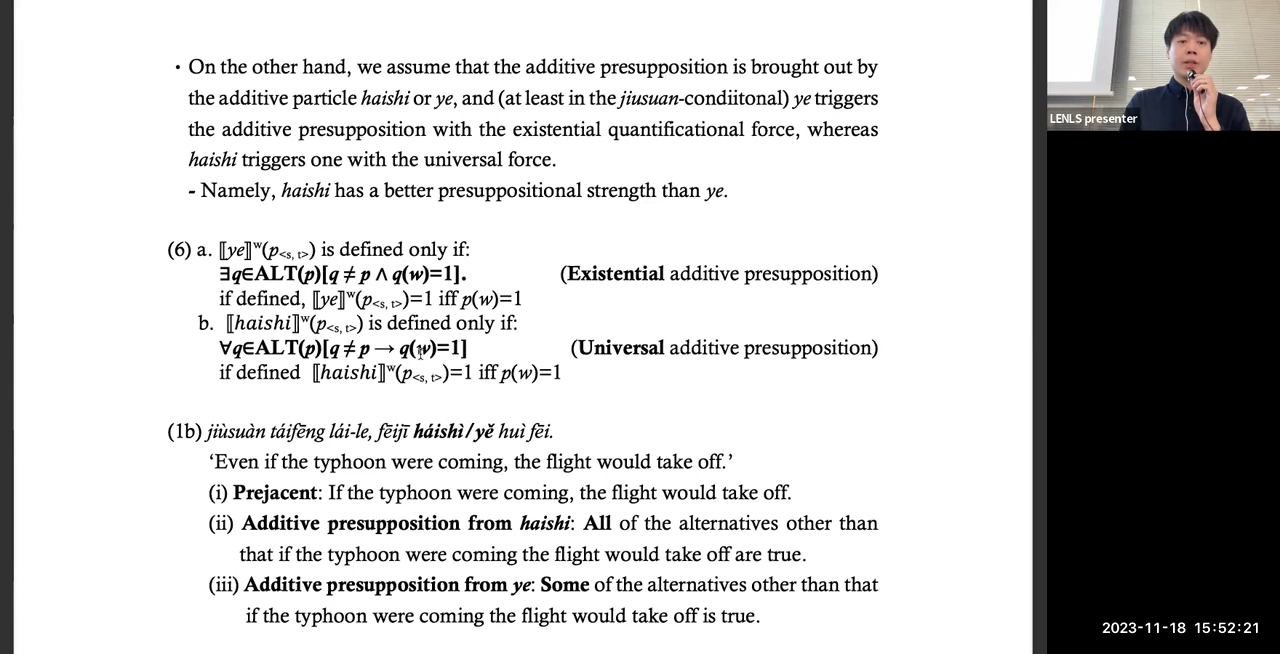 · On the other hand, we assume that the additive presupposition is brought out by
the additive particle haishi or ye, and (at least in the jiusuan-condiitonal) ye triggers
the additive presupposition with the existential quantificational force, whereas
haishi triggers one with the universal force.
- Namely, haishi has a better presuppositional strength than ye.
(6) a. ⟦ye⟧ʷ(p<s, t>) is defined only if:
∃q∈ALT(p)[q ≠ p ∧ q(w)=1]. (Existential additive presupposition)
if defined, ⟦ye⟧ʷ(p<s, t>)=1 iff p(w)=1
b. ⟦haishi⟧ʷ(p<s, t>) is defined only if:
∀q∈ALT(p)[q ≠ p → q(w)=1] (Universal additive presupposition)
if defined ⟦haishi⟧ʷ(p<s, t>)=1 iff p(w)=1
(1b) jiùsuàn táifēng lái-le, fēijī háishì/yě huì fēi.
‘Even if the typhoon were coming, the flight would take off.’
(i) Prejacent: If the typhoon were coming, the flight would take off.
(ii) Additive presupposition from haishi: All of the alternatives other than
that if the typhoon were coming the flight would take off are true.
(iii) Additive presupposition from ye: Some of the alternatives other than that
if the typhoon were coming the flight would take off is true.
LENLS presenter
2023-11-18 15:52:21